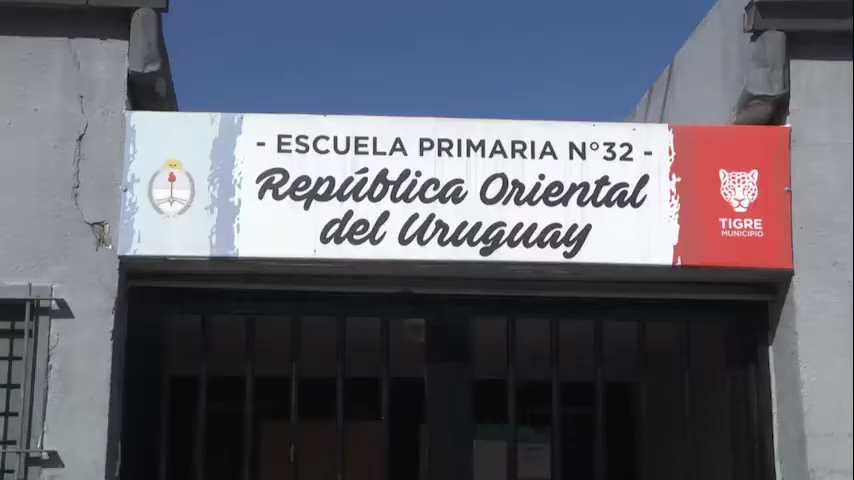 - ESCUELA PRIMARIA N°32 -
República Oriental
del Uruguay
TIGRE
MUNICIPIO